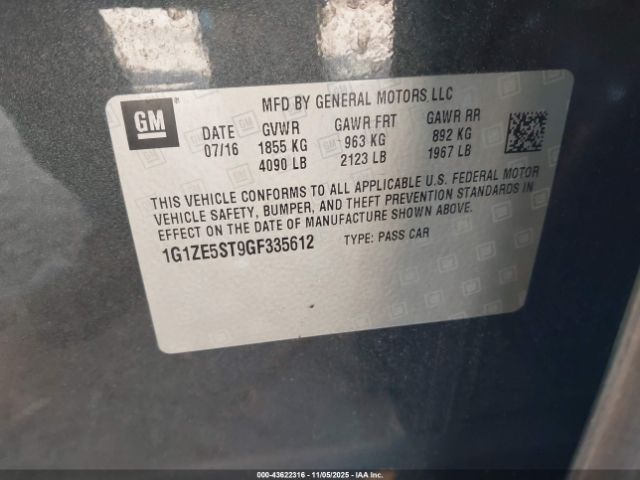 GM
MFD BY GENERAL MOTORS LLC
DATE GVWR GAWR FRT GAWR RR
07/16 1855 KG 963 KG 892 KG
4090 LB 2123 LB 1967 LB
THIS VEHICLE CONFORMS TO ALL APPLICABLE U.S. FEDERAL MOTOR
VEHICLE SAFETY, BUMPER, AND THEFT PREVENTION STANDARDS IN
EFFECT ON THE DATE OF MANUFACTURE SHOWN ABOVE.
1G1ZE5ST9GF335612 TYPE: PASS CAR
000-43622316 - 11/05/2025 - IAA Inc.